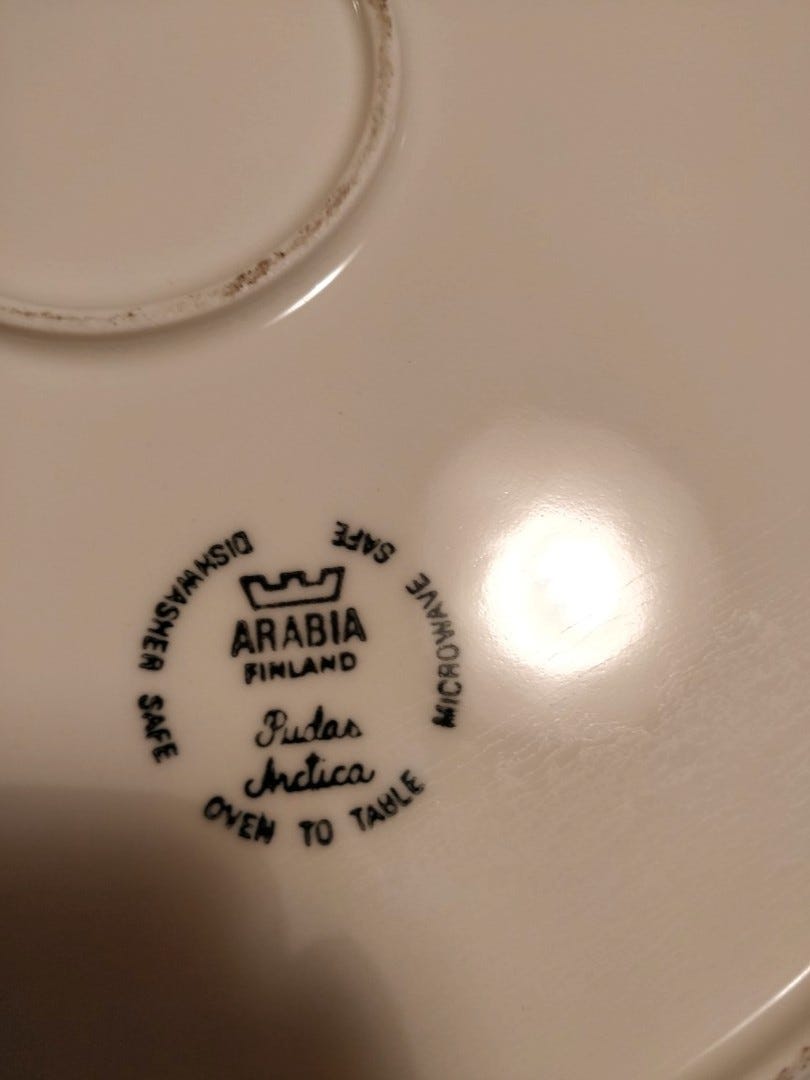 ARABIA
FINLAND
Pudas
Arctica
OVEN TO TABLE
DISHWASHER SAFE
MICROWAVE SAFE